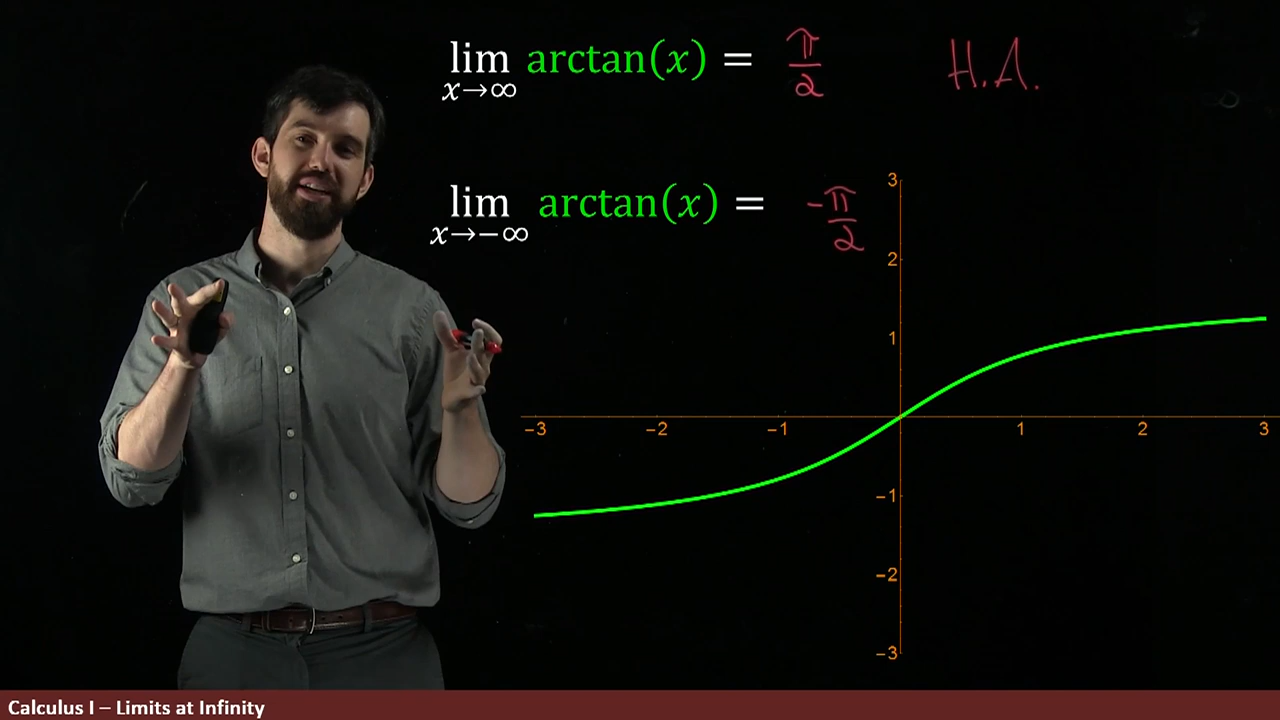 lim arctan(x) = π/2 H.A.
x→∞
lim arctan(x) = -π/2
x→−∞
3
2
1
−3 −2 −1 1 2 3
−1
−2
−3
Calculus I – Limits at Infinity